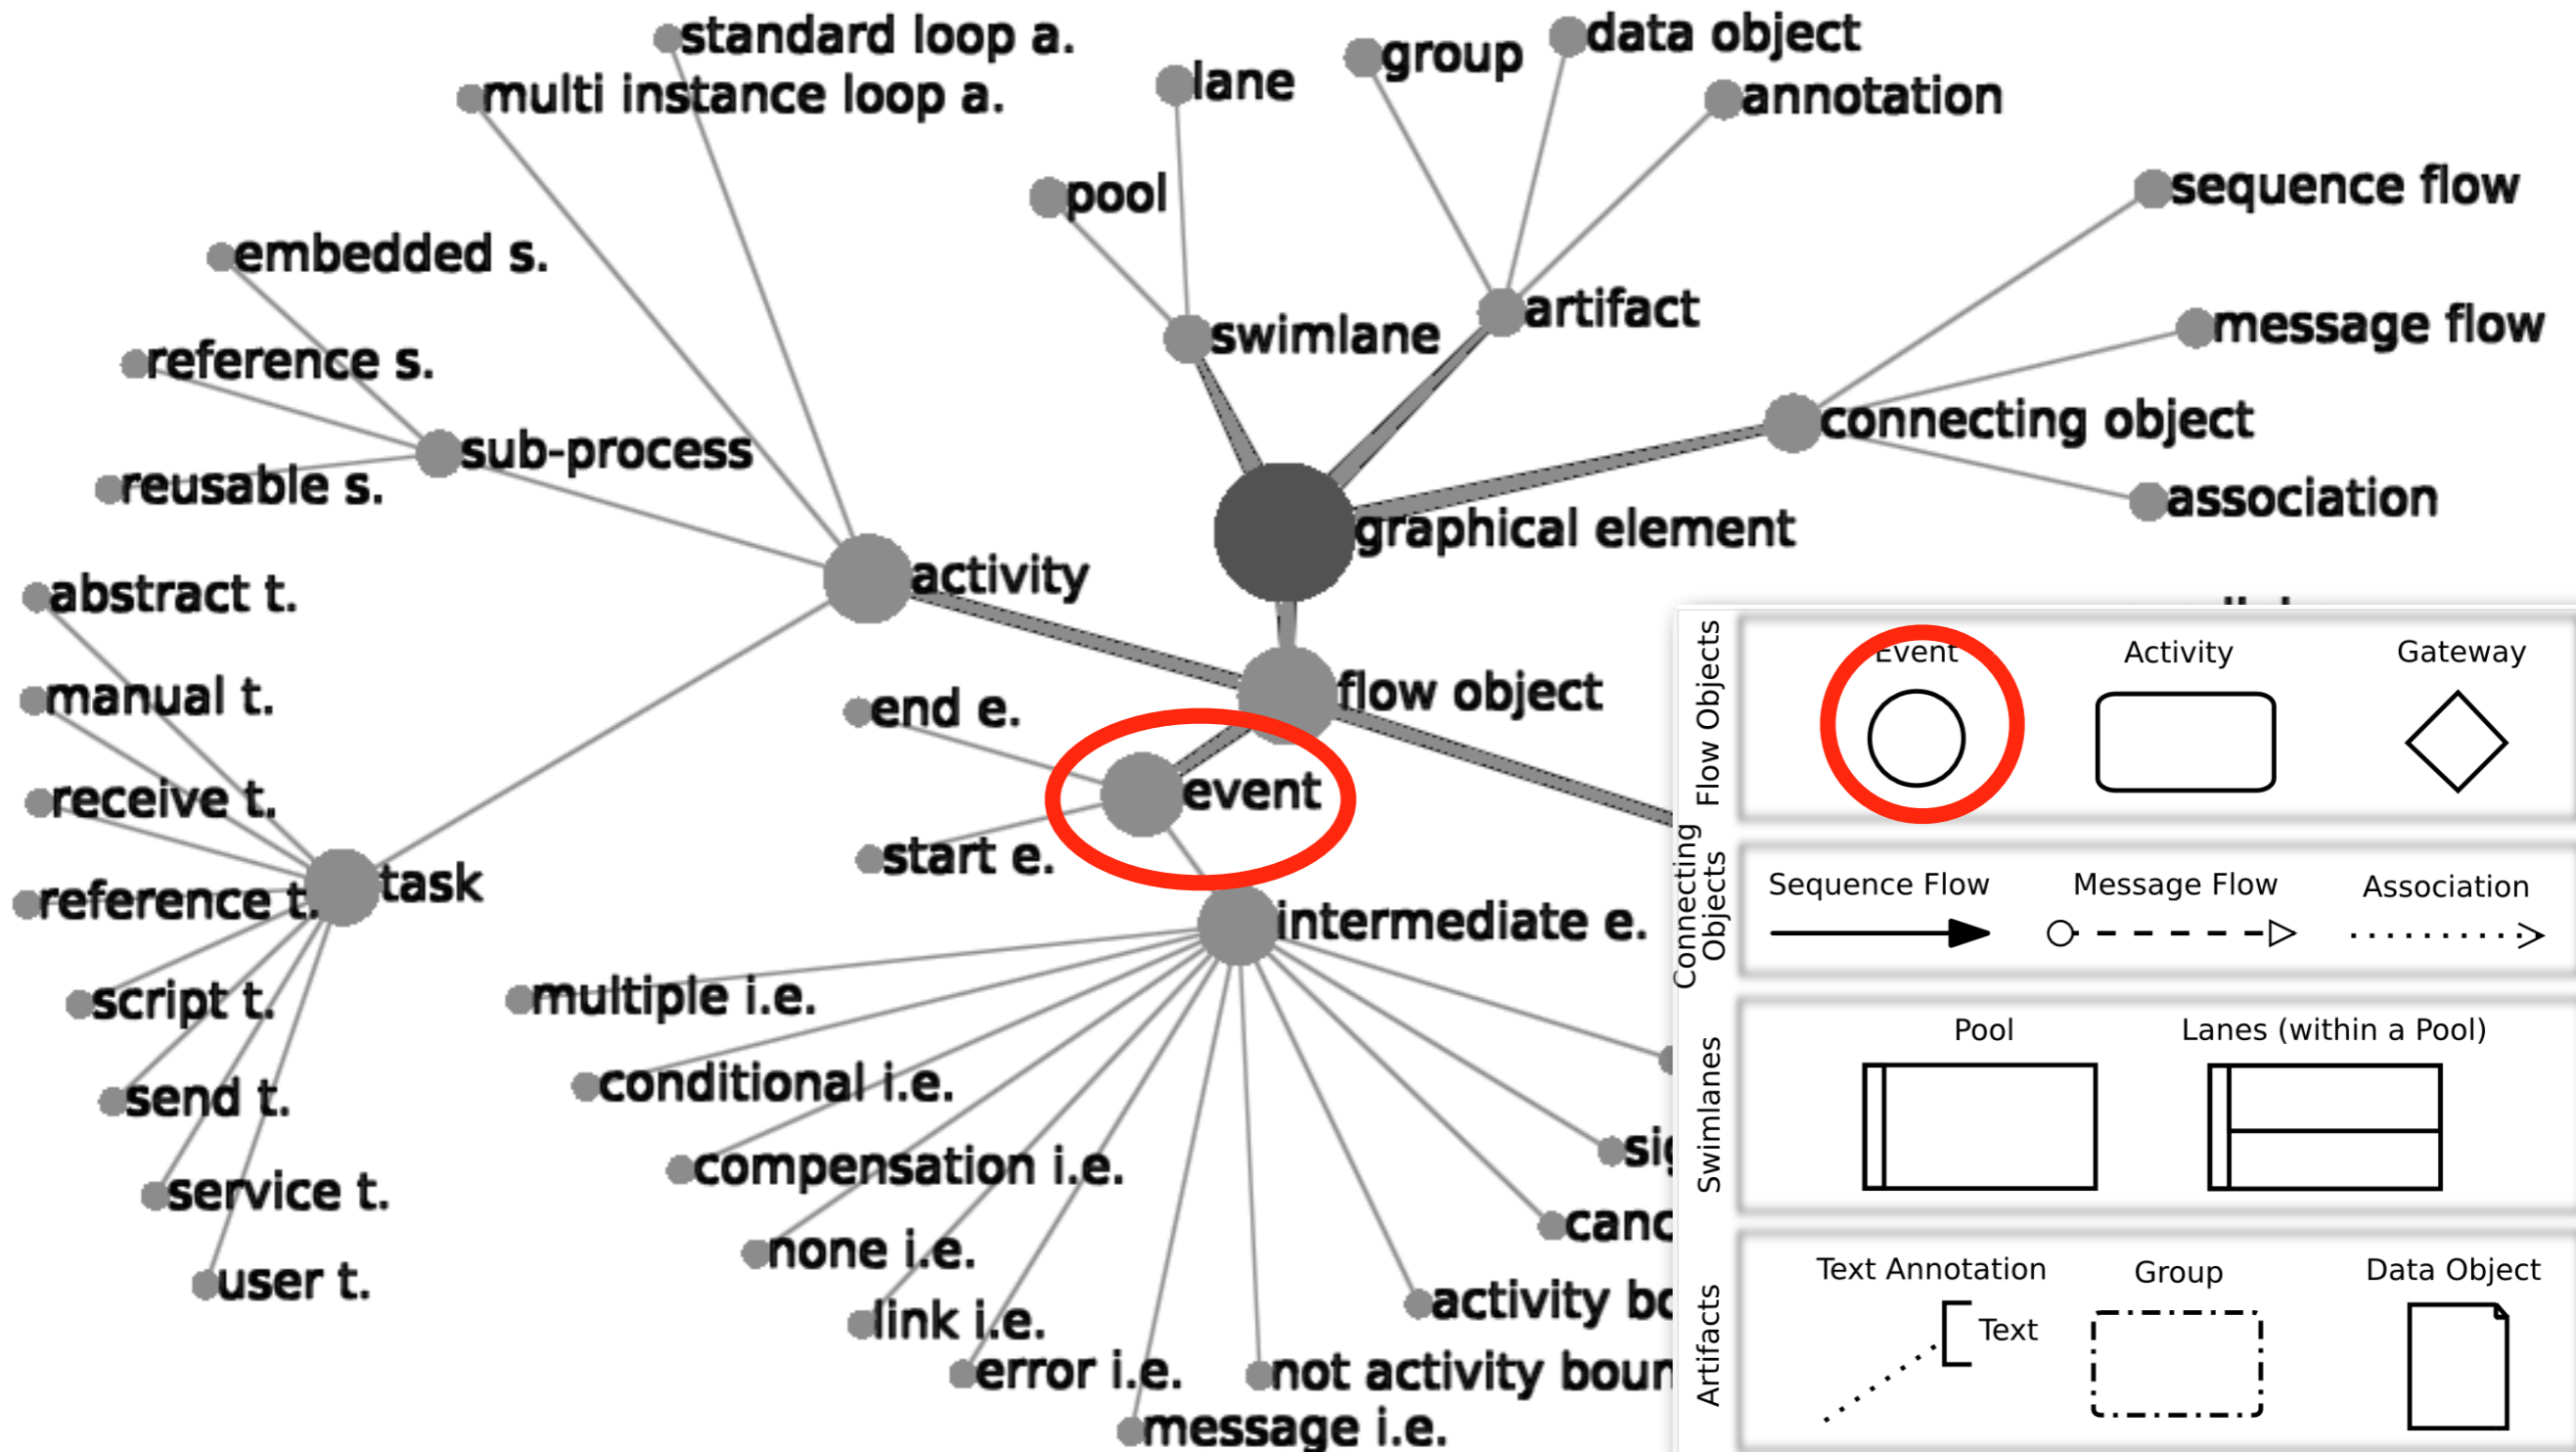 standard loop a.
multi instance loop a.
lane
group
data object
annotation
pool
sequence flow
embedded s.
message flow
reference s.
swimlane
artifact
sub-process
connecting object
reusable s.
association
graphical element
activity
abstract t.
manual t.
end e.
flow object
event
receive t.
start e.
task
reference t.
intermediate e.
script t.
multiple i.e.
conditional i.e.
send t.
compensation i.e.
service t.
none i.e.
user t.
link i.e.
activity
error i.e.
not activity
message i.e.
Flow Objects
Event
Activity
Gateway
Connecting
Objects
Sequence Flow
Message Flow
Association
Swimlanes
Pool
Lanes (within a Pool)
Artifacts
Text Annotation
Text
Group
Data Object